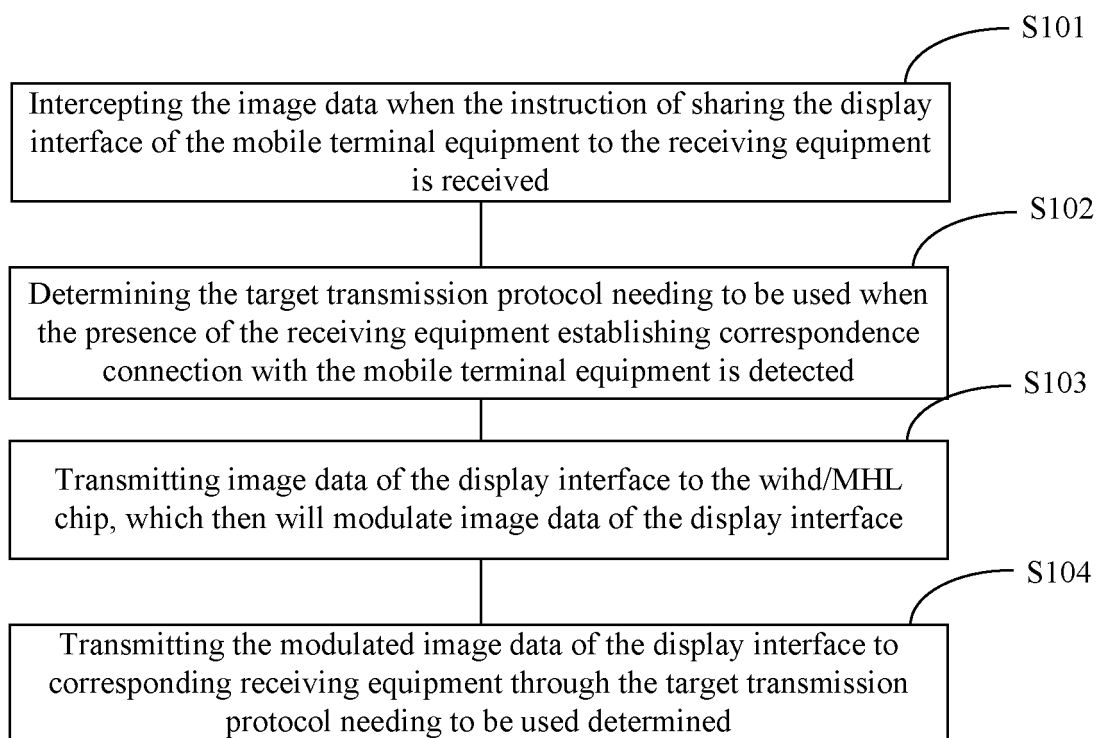 S101
Intercepting the image data when the instruction of sharing the display
interface of the mobile terminal equipment to the receiving equipment
is received
S102
Determining the target transmission protocol needing to be used when
the presence of the receiving equipment establishing correspondence
connection with the mobile terminal equipment is detected
S103
Transmitting image data of the display interface to the wihd/MHL
chip, which then will modulate image data of the display interface
S104
Transmitting the modulated image data of the display interface to
corresponding receiving equipment through the target transmission
protocol needing to be used determined